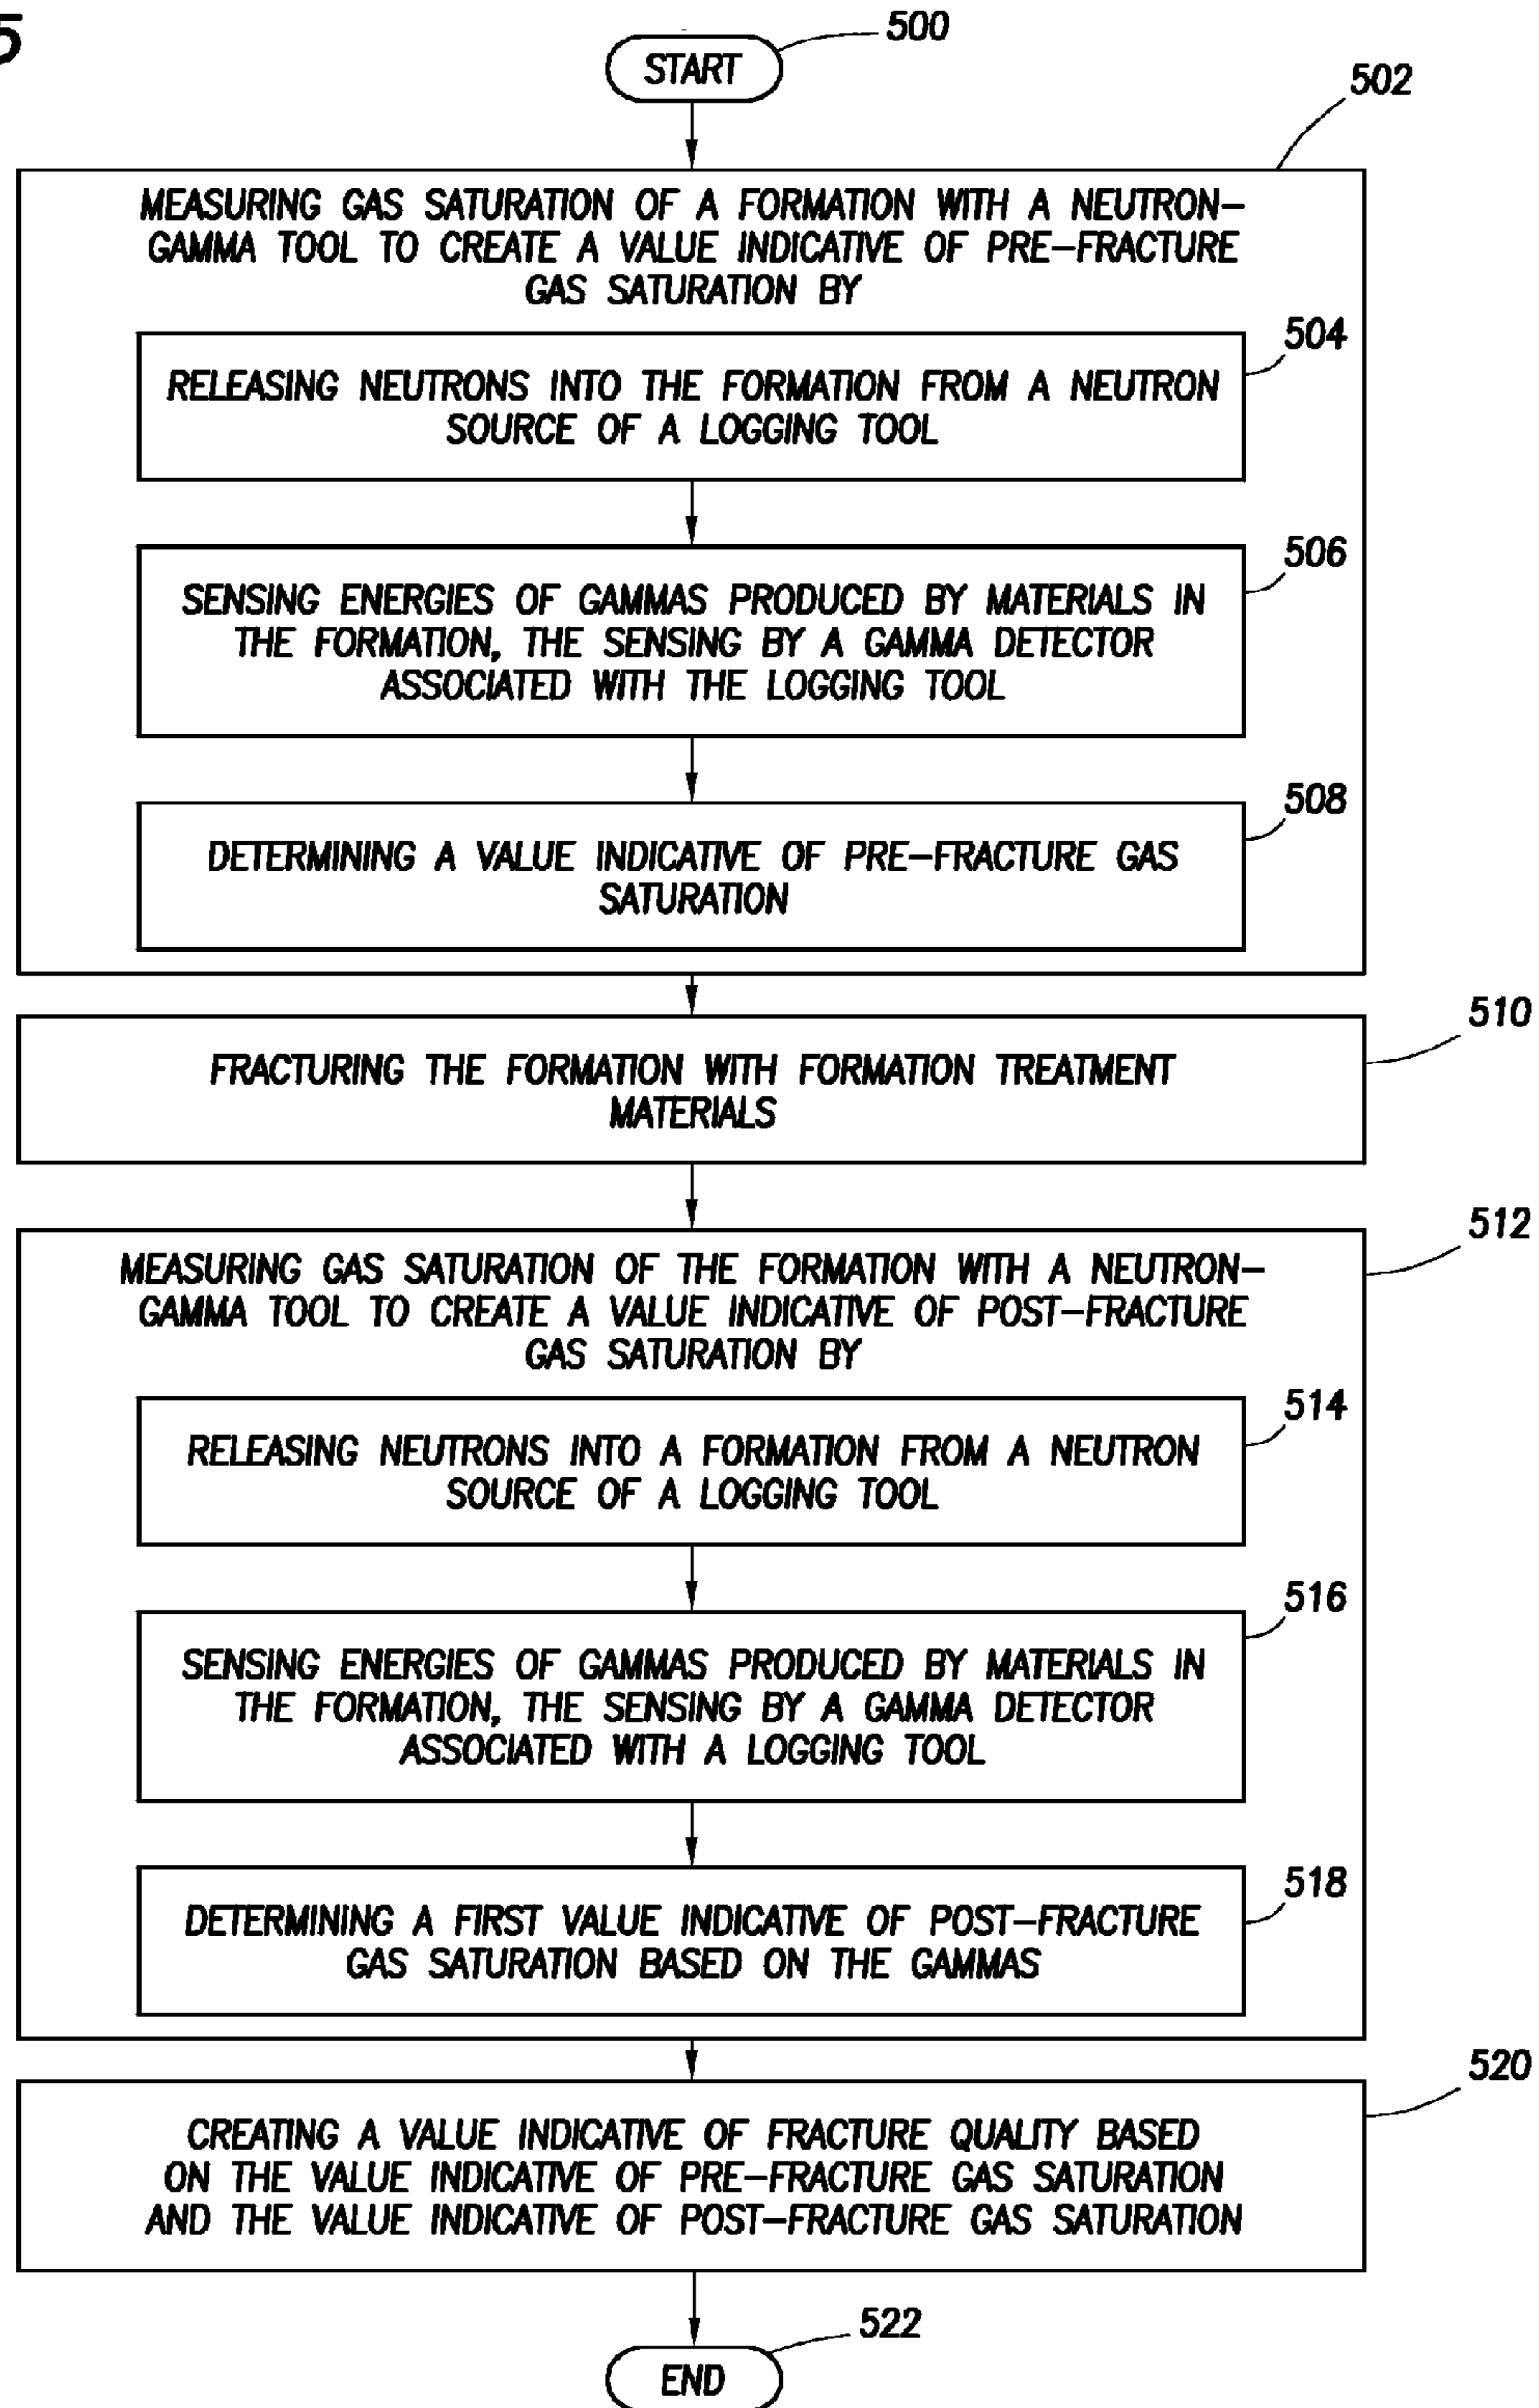 5
START
500
502
MEASURING GAS SATURATION OF A FORMATION WITH A NEUTRON-
GAMMA TOOL TO CREATE A VALUE INDICATIVE OF PRE-FRACTURE
GAS SATURATION BY
504
RELEASING NEUTRONS INTO THE FORMATION FROM A NEUTRON
SOURCE OF A LOGGING TOOL
506
SENSING ENERGIES OF GAMMAS PRODUCED BY MATERIALS IN
THE FORMATION, THE SENSING BY A GAMMA DETECTOR
ASSOCIATED WITH THE LOGGING TOOL
508
DETERMINING A VALUE INDICATIVE OF PRE-FRACTURE GAS
SATURATION
510
FRACTURING THE FORMATION WITH FORMATION TREATMENT
MATERIALS
512
MEASURING GAS SATURATION OF THE FORMATION WITH A NEUTRON-
GAMMA TOOL TO CREATE A VALUE INDICATIVE OF POST-FRACTURE
GAS SATURATION BY
514
RELEASING NEUTRONS INTO A FORMATION FROM A NEUTRON
SOURCE OF A LOGGING TOOL
516
SENSING ENERGIES OF GAMMAS PRODUCED BY MATERIALS IN
THE FORMATION, THE SENSING BY A GAMMA DETECTOR
ASSOCIATED WITH A LOGGING TOOL
518
DETERMINING A FIRST VALUE INDICATIVE OF POST-FRACTURE
GAS SATURATION BASED ON THE GAMMAS
520
CREATING A VALUE INDICATIVE OF FRACTURE QUALITY BASED
ON THE VALUE INDICATIVE OF PRE-FRACTURE GAS SATURATION
AND THE VALUE INDICATIVE OF POST-FRACTURE GAS SATURATION
522
END